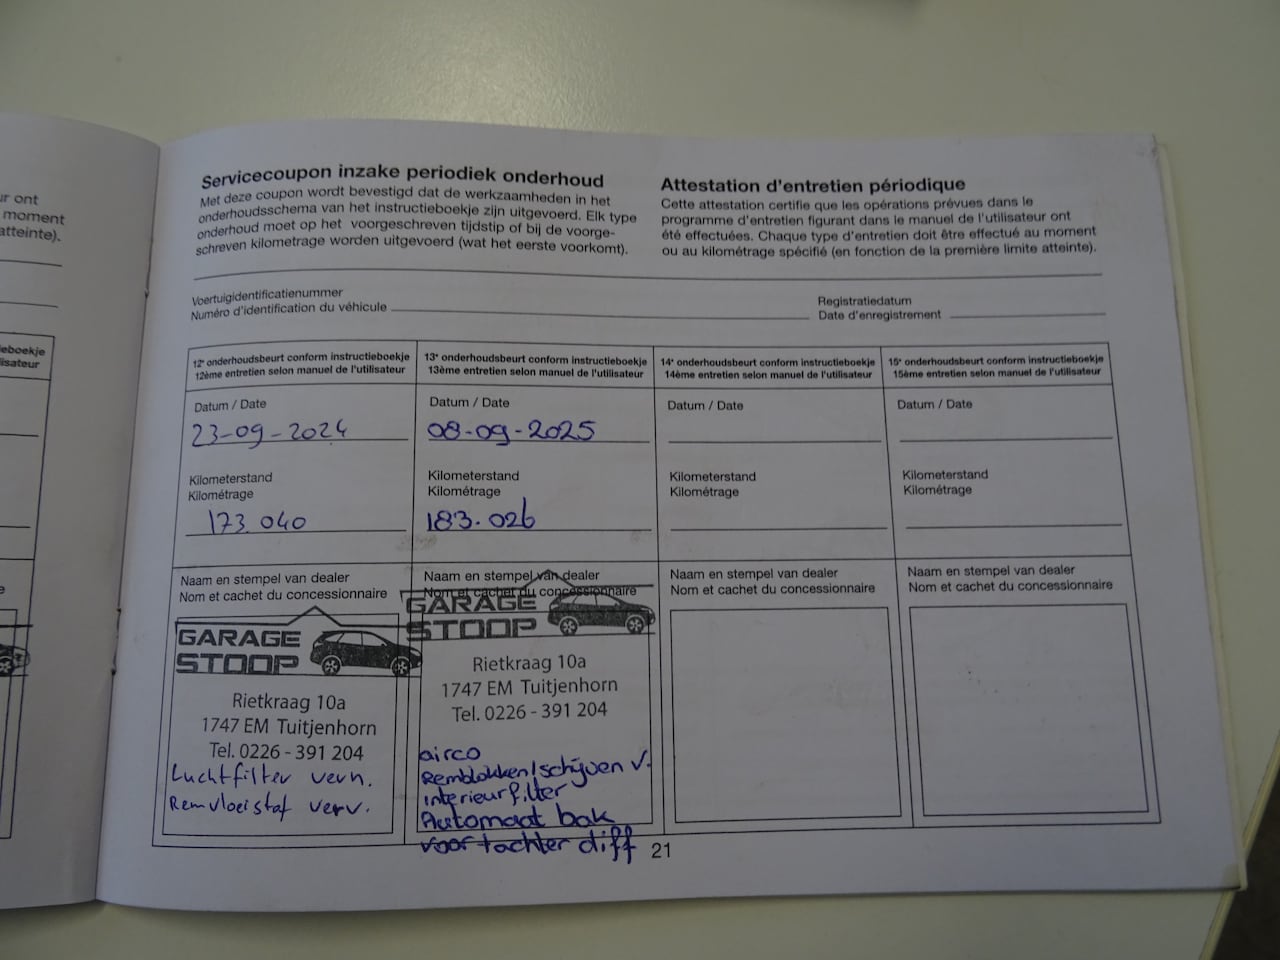 ur ont
moment
atteinte).
ieboekje
lisateur
e
Servicecoupon inzake periodiek onderhoud
Met deze coupon wordt bevestigd dat de werkzaamheden in het
onderhoudsschema van het instructieboekje zijn uitgevoerd. Elk type
onderhoud moet op het voorgeschreven tijdstip of bij de voorge-
schreven kilometrage worden uitgevoerd (wat het eerste voorkomt).
Attestation d'entretien périodique
Cette attestation certifie que les opérations prévues dans le
programme d'entretien figurant dans le manuel de l'utilisateur ont
été effectuées. Chaque type d'entretien doit être effectué au moment
ou au kilométrage spécifié (en fonction de la première limite atteinte).
Voertuigidentificatienummer
Numéro d'identification du véhicule
Registratiedatum
Date d'enregistrement
12e onderhoudsbeurt conform instructieboekje
12ème entretien selon manuel de l'utilisateur
Datum / Date
23-09-2024
Kilometerstand
Kilométrage
173.040
Naam en stempel van dealer
Nom et cachet du concessionnaire
GARAGE
STOOP
Rietkraag 10a
1747 EM Tuitjenhorn
Tel. 0226 - 391 204
Luchtfilter vern.
Remvloeistof verv.
13e onderhoudsbeurt conform instructieboekje
13ème entretien selon manuel de l'utilisateur
Datum / Date
08-09-2025
Kilometerstand
Kilométrage
183.026
Naam en stempel van dealer
Nom et cachet du concessionnaire
GARAGE
STOOP
Rietkraag 10a
1747 EM Tuitjenhorn
Tel. 0226 - 391 204
airco
Remblokken/schijven v.
interieurfilter
Automaat bak
voor + achter diff
14e onderhoudsbeurt conform instructieboekje
14ème entretien selon manuel de l'utilisateur
Datum / Date
Kilometerstand
Kilométrage
Naam en stempel van dealer
Nom et cachet du concessionnaire
15e onderhoudsbeurt conform instructieboekje
15ème entretien selon manuel de l'utilisateur
Datum / Date
Kilometerstand
Kilométrage
Naam en stempel van dealer
Nom et cachet du concessionnaire
21